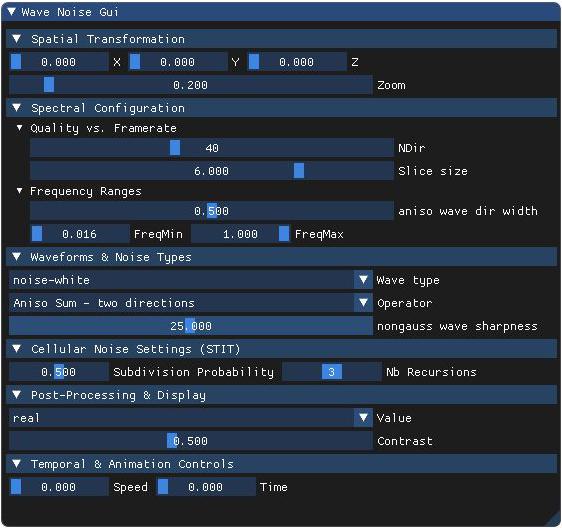 Wave Noise Gui
Spatial Transformation
0.000 X 0.000 Y 0.000 Z
0.200 Zoom
Spectral Configuration
Quality vs. Framerate
40 NDir
6.000 Slice size
Frequency Ranges
0.500 aniso wave dir width
0.016 FreqMin 1.000 FreqMax
Waveforms & Noise Types
noise-white Wave type
Aniso Sum - two directions Operator
25.000 nongauss wave sharpness
Cellular Noise Settings (STIT)
0.500 Subdivision Probability 3 Nb Recursions
Post-Processing & Display
real Value
0.500 Contrast
Temporal & Animation Controls
0.000 Speed 0.000 Time